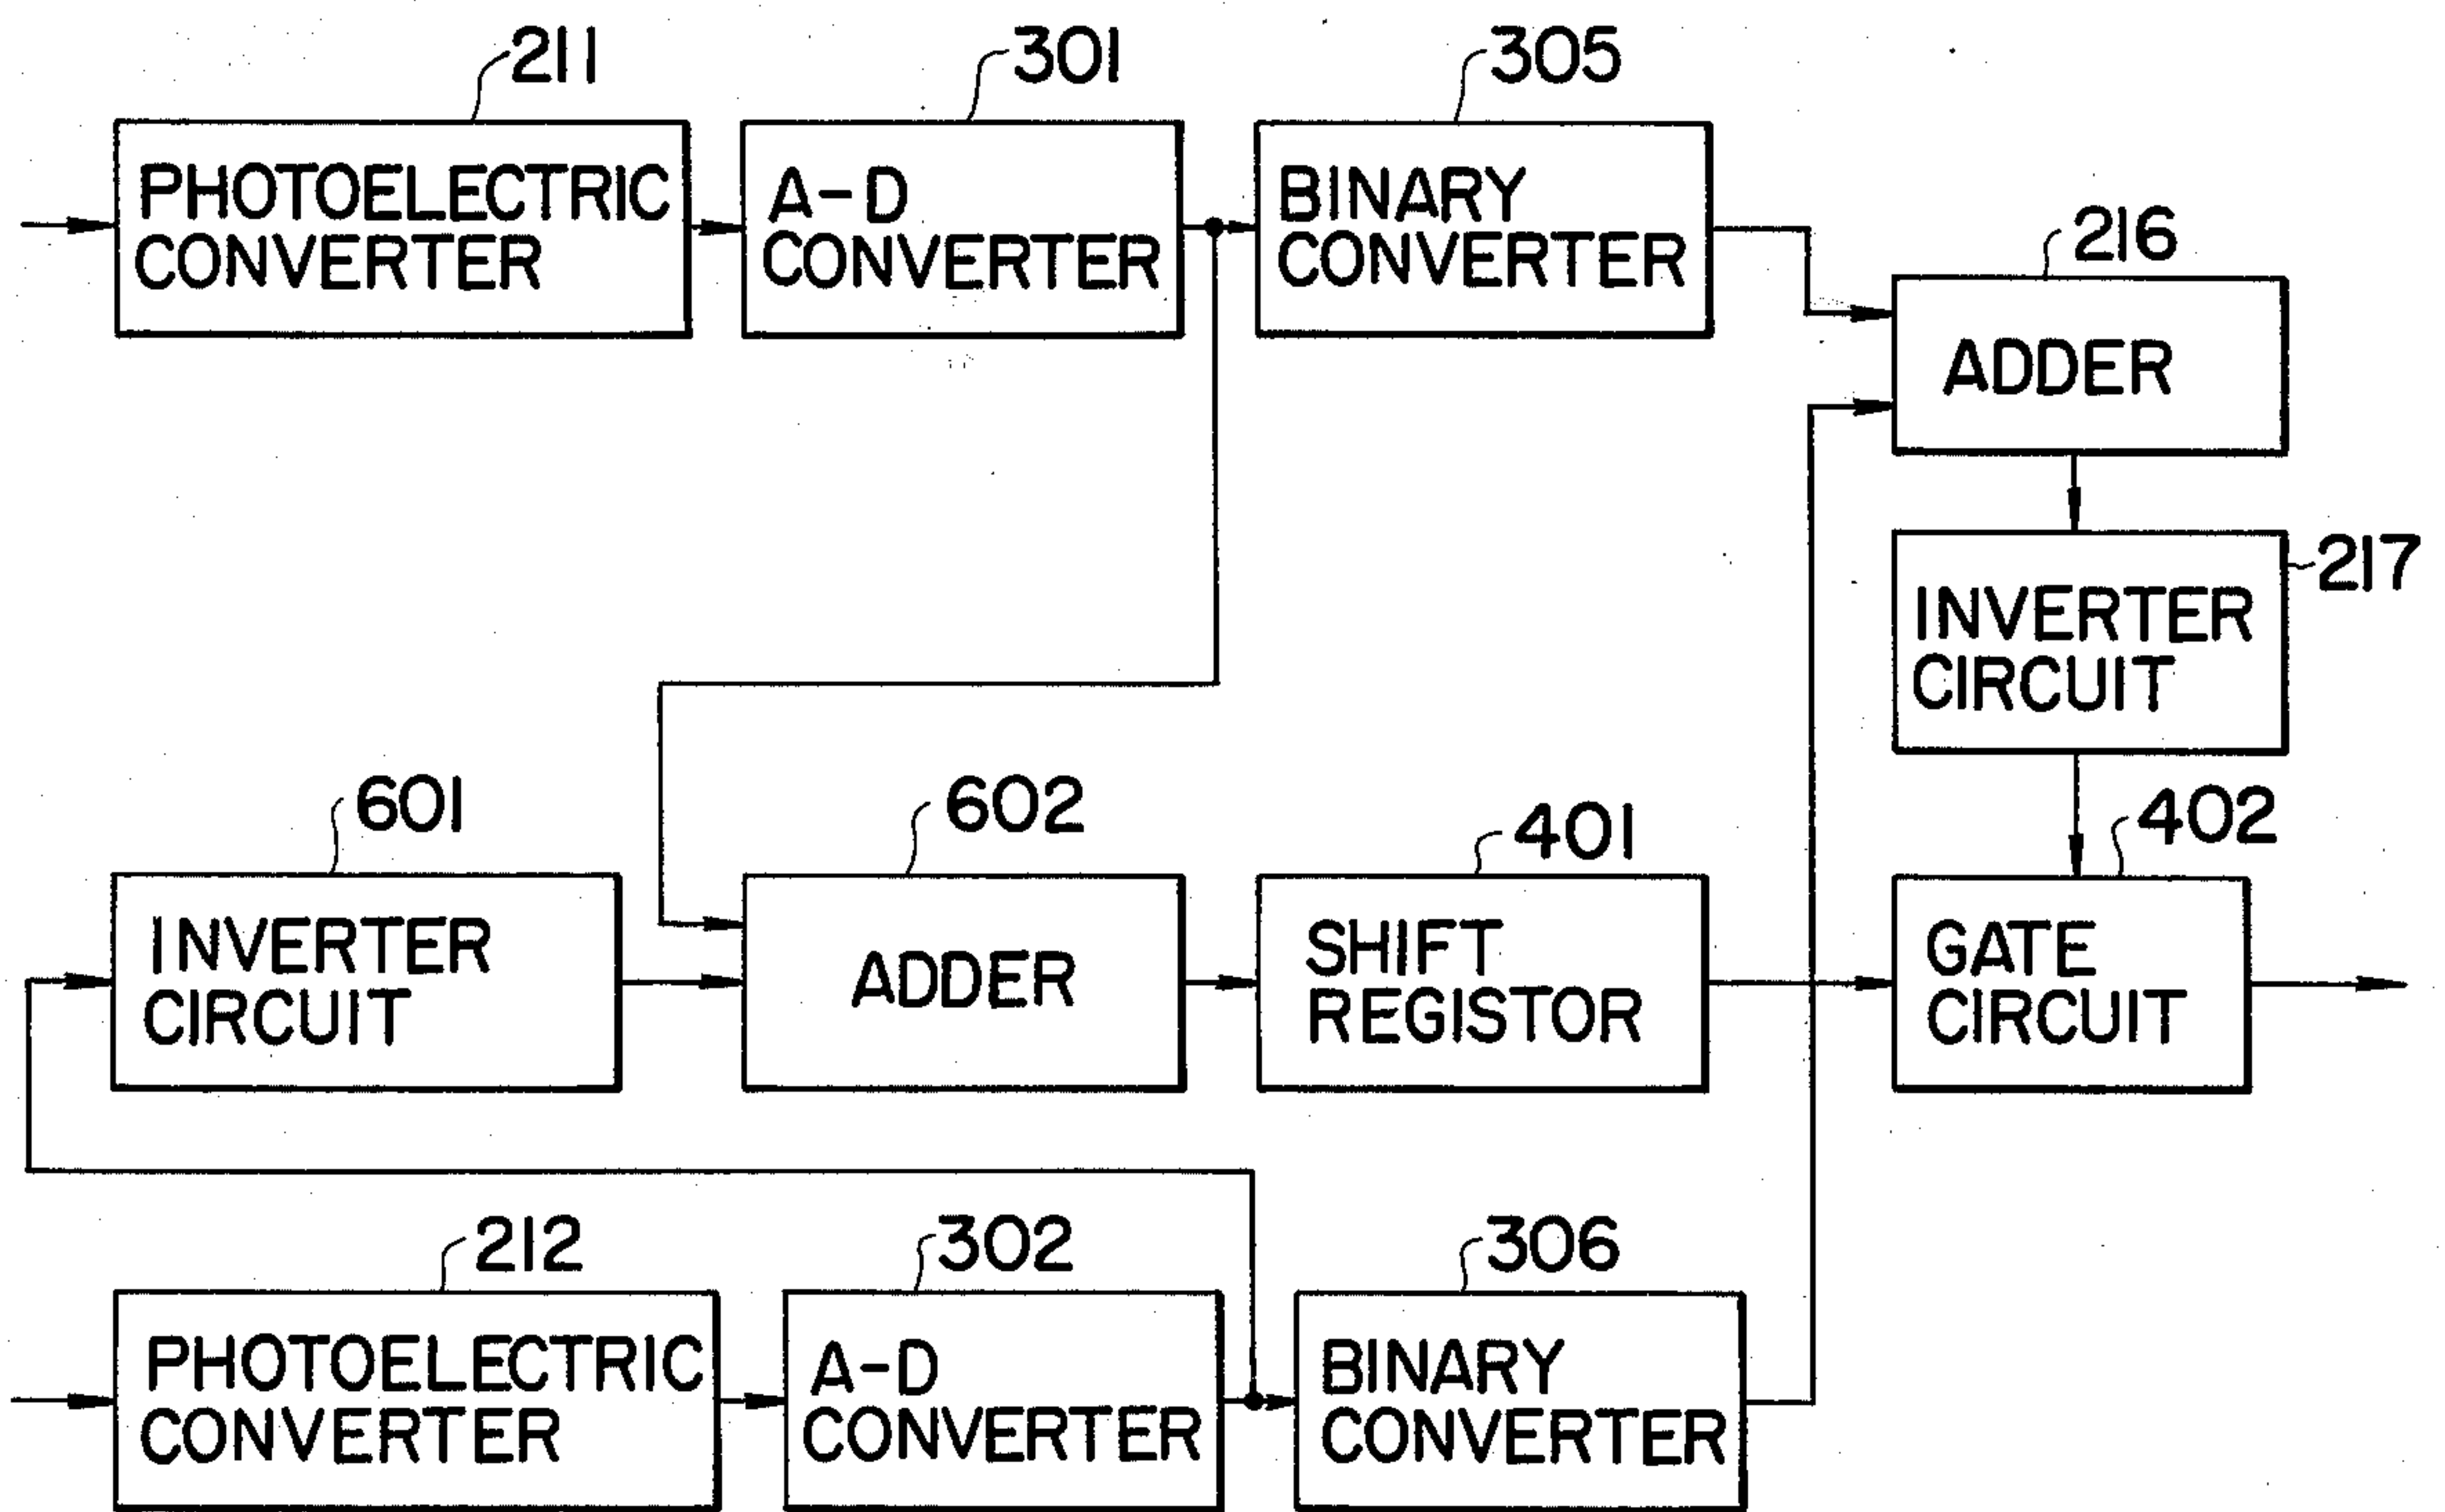 211
301
305
PHOTOELECTRIC
CONVERTER
A-D
CONVERTER
BINARY
CONVERTER
216
ADDER
217
INVERTER
CIRCUIT
601
602
401
402
INVERTER
CIRCUIT
ADDER
SHIFT
REGISTOR
GATE
CIRCUIT
212
302
306
PHOTOELECTRIC
CONVERTER
A-D
CONVERTER
BINARY
CONVERTER